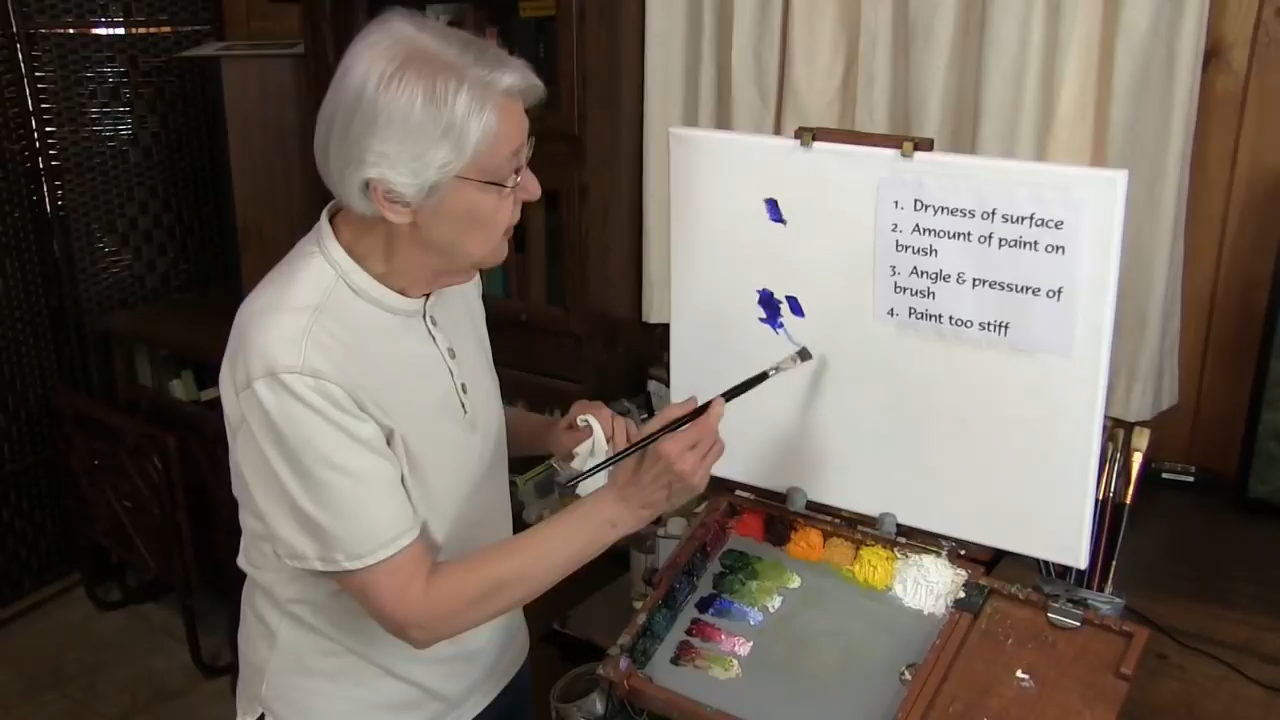 1. Dryness of surface
2. Amount of paint on
brush
3. Angle & pressure of
brush
4. Paint too stiff